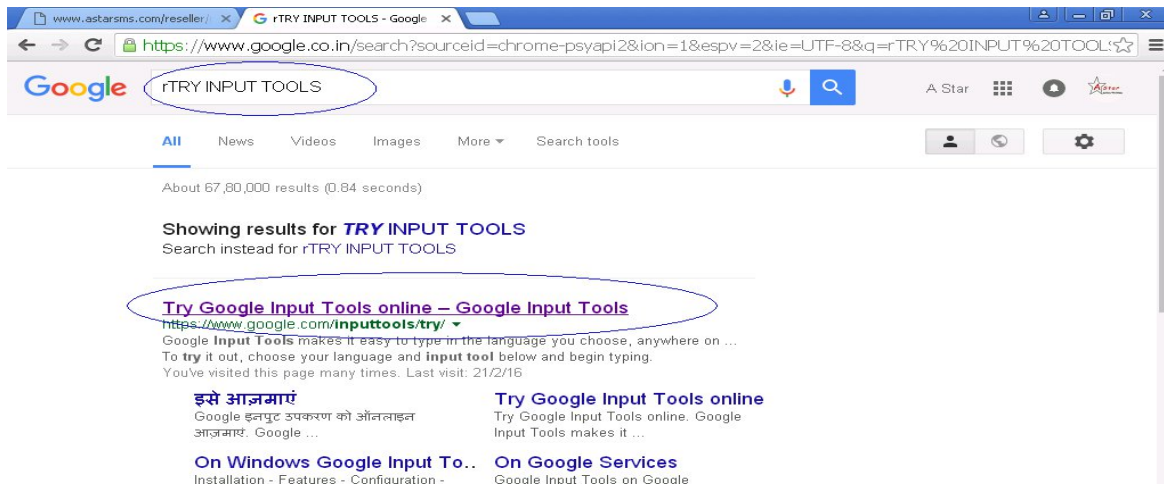 www.astarsms.com/reseller/
rTRY INPUT TOOLS - Google
https://www.google.co.in/search?sourceid=chrome-psyapi2&ion=1&espv=2&ie=UTF-8&q=rTRY%20INPUT%20TOOLS
Google
rTRY INPUT TOOLS
A Star
All News Videos Images More Search tools
About 67,80,000 results (0.84 seconds)
Showing results for TRY INPUT TOOLS
Search instead for rTRY INPUT TOOLS
Try Google Input Tools online – Google Input Tools
https://www.google.com/inputtools/try/
Google Input Tools makes it easy to type in the language you choose, anywhere on ...
To try it out, choose your language and input tool below and begin typing.
You've visited this page many times. Last visit: 21/2/16
इसे आज़माएं
Google इनपुट उपकरण को ऑनलाइन
आज़माएं. Google ...
Try Google Input Tools online
Try Google Input Tools online. Google
Input Tools makes it ...
On Windows Google Input To..
Installation - Features - Configuration -
On Google Services
Google Input Tools on Google